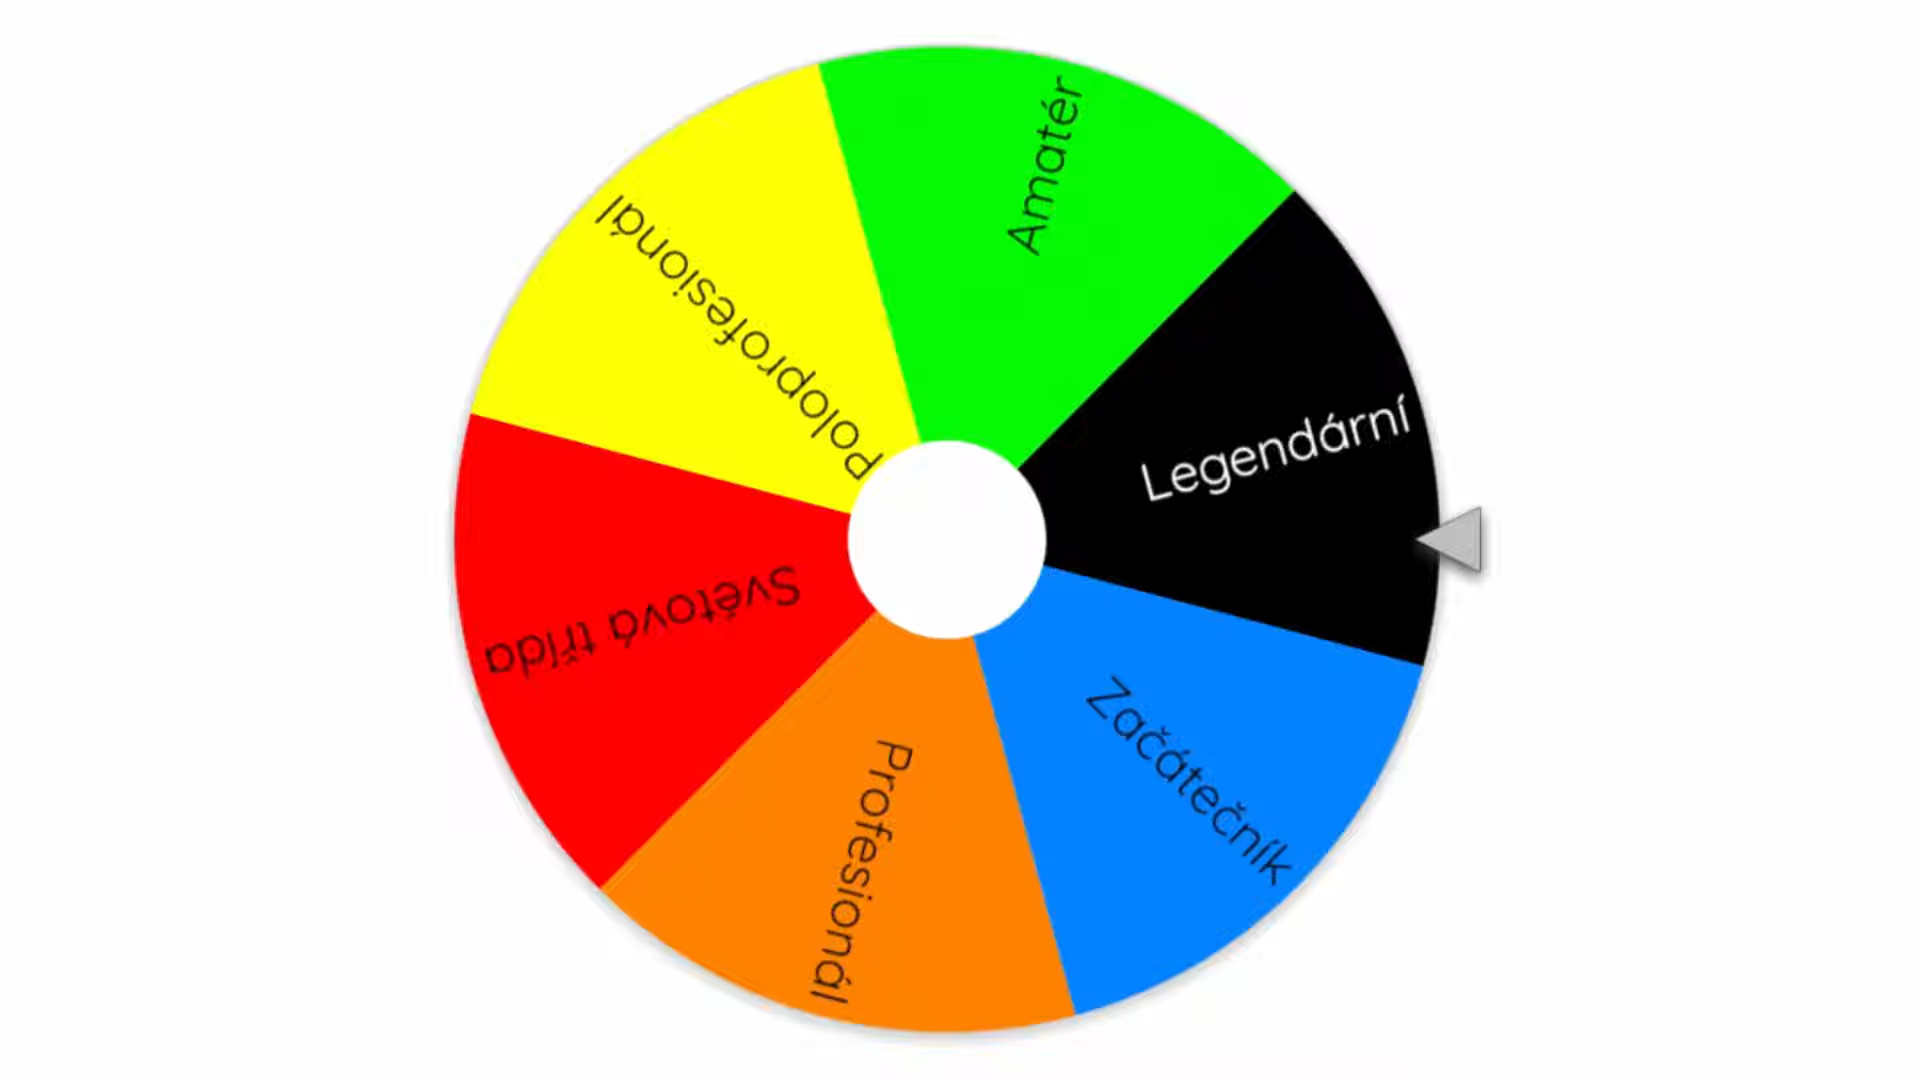 Amatér
Legendární
Začátečník
Profesionál
Světová třída
Poloprofesionál